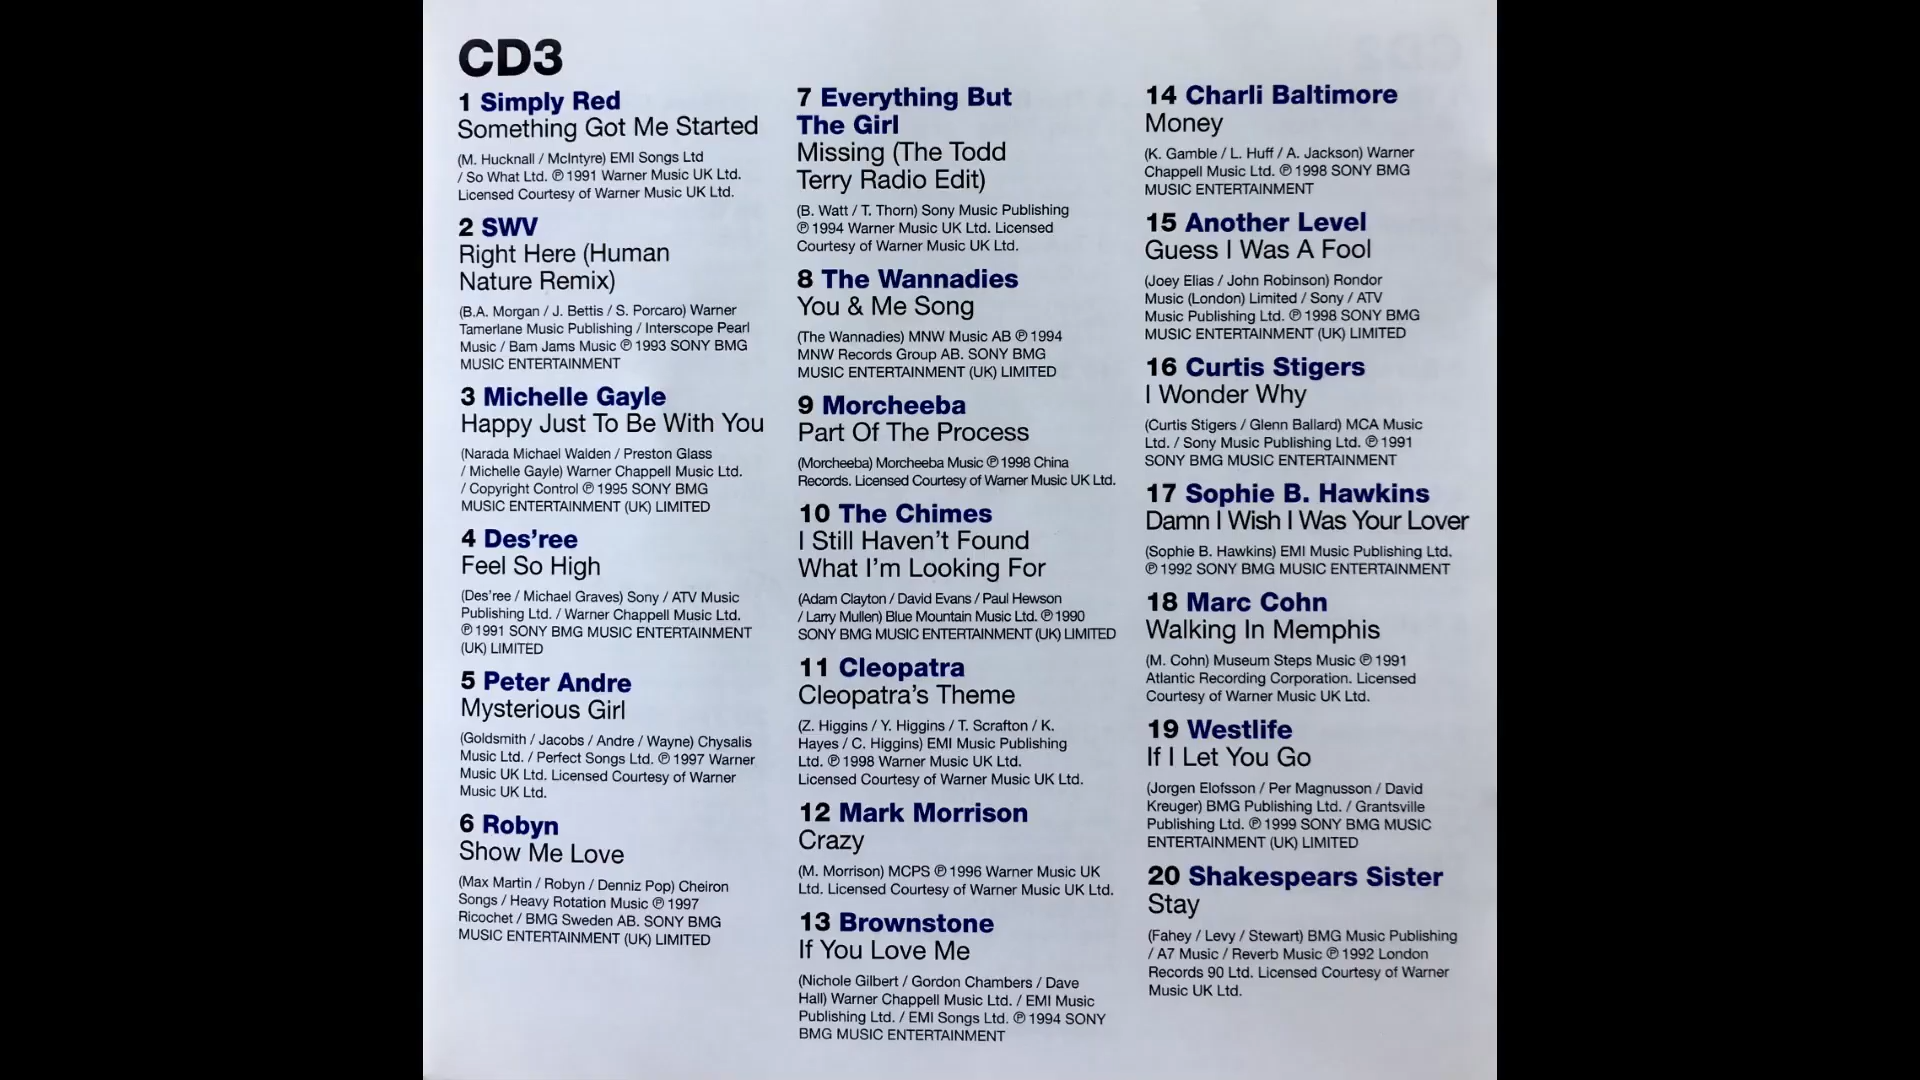 CD3
1 Simply Red
Something Got Me Started
(M. Hucknall / McIntyre) EMI Songs Ltd
/ So What Ltd. ℗ 1991 Warner Music UK Ltd.
Licensed Courtesy of Warner Music UK Ltd.
2 SWV
Right Here (Human
Nature Remix)
(B.A. Morgan / J. Bettis / S. Porcaro) Warner
Tamerlane Music Publishing / Interscope Pearl
Music / Bam Jams Music ℗ 1993 SONY BMG
MUSIC ENTERTAINMENT
3 Michelle Gayle
Happy Just To Be With You
(Narada Michael Walden / Preston Glass
/ Michelle Gayle) Warner Chappell Music Ltd.
/ Copyright Control ℗ 1995 SONY BMG
MUSIC ENTERTAINMENT (UK) LIMITED
4 Des'ree
Feel So High
(Des'ree / Michael Graves) Sony / ATV Music
Publishing Ltd. / Warner Chappell Music Ltd.
℗ 1991 SONY BMG MUSIC ENTERTAINMENT
(UK) LIMITED
5 Peter Andre
Mysterious Girl
(Goldsmith / Jacobs / Andre / Wayne) Chysalis
Music Ltd. / Perfect Songs Ltd. ℗ 1997 Warner
Music UK Ltd. Licensed Courtesy of Warner
Music UK Ltd.
6 Robyn
Show Me Love
(Max Martin / Robyn / Denniz Pop) Cheiron
Songs / Heavy Rotation Music ℗ 1997
Ricochet / BMG Sweden AB. SONY BMG
MUSIC ENTERTAINMENT (UK) LIMITED
7 Everything But
The Girl
Missing (The Todd
Terry Radio Edit)
(B. Watt / T. Thorn) Sony Music Publishing
℗ 1994 Warner Music UK Ltd. Licensed
Courtesy of Warner Music UK Ltd.
8 The Wannadies
You & Me Song
(The Wannadies) MNW Music AB ℗ 1994
MNW Records Group AB. SONY BMG
MUSIC ENTERTAINMENT (UK) LIMITED
9 Morcheeba
Part Of The Process
(Morcheeba) Morcheeba Music ℗ 1998 China
Records. Licensed Courtesy of Warner Music UK Ltd.
10 The Chimes
I Still Haven't Found
What I'm Looking For
(Adam Clayton / David Evans / Paul Hewson
/ Larry Mullen) Blue Mountain Music Ltd. ℗ 1990
SONY BMG MUSIC ENTERTAINMENT (UK) LIMITED
11 Cleopatra
Cleopatra's Theme
(Z. Higgins / Y. Higgins / T. Scrafton / K.
Hayes / C. Higgins) EMI Music Publishing
Ltd. ℗ 1998 Warner Music UK Ltd.
Licensed Courtesy of Warner Music UK Ltd.
12 Mark Morrison
Crazy
(M. Morrison) MCPS ℗ 1996 Warner Music UK
Ltd. Licensed Courtesy of Warner Music UK Ltd.
13 Brownstone
If You Love Me
(Nichole Gilbert / Gordon Chambers / Dave
Hall) Warner Chappell Music Ltd. / EMI Music
Publishing Ltd. / EMI Songs Ltd. ℗ 1994 SONY
BMG MUSIC ENTERTAINMENT
14 Charli Baltimore
Money
(K. Gamble / L. Huff / A. Jackson) Warner
Chappell Music Ltd. ℗ 1998 SONY BMG
MUSIC ENTERTAINMENT
15 Another Level
Guess I Was A Fool
(Joey Elias / John Robinson) Rondor
Music (London) Limited / Sony / ATV
Music Publishing Ltd. ℗ 1998 SONY BMG
MUSIC ENTERTAINMENT (UK) LIMITED
16 Curtis Stigers
I Wonder Why
(Curtis Stigers / Glenn Ballard) MCA Music
Ltd. / Sony Music Publishing Ltd. ℗ 1991
SONY BMG MUSIC ENTERTAINMENT
17 Sophie B. Hawkins
Damn I Wish I Was Your Lover
(Sophie B. Hawkins) EMI Music Publishing Ltd.
℗ 1992 SONY BMG MUSIC ENTERTAINMENT
18 Marc Cohn
Walking In Memphis
(M. Cohn) Museum Steps Music ℗ 1991
Atlantic Recording Corporation. Licensed
Courtesy of Warner Music UK Ltd.
19 Westlife
If I Let You Go
(Jorgen Elofsson / Per Magnusson / David
Kreuger) BMG Publishing Ltd. / Grantsville
Publishing Ltd. ℗ 1999 SONY BMG MUSIC
ENTERTAINMENT (UK) LIMITED
20 Shakespears Sister
Stay
(Fahey / Levy / Stewart) BMG Music Publishing
/ A7 Music / Reverb Music ℗ 1992 London
Records 90 Ltd. Licensed Courtesy of Warner
Music UK Ltd.